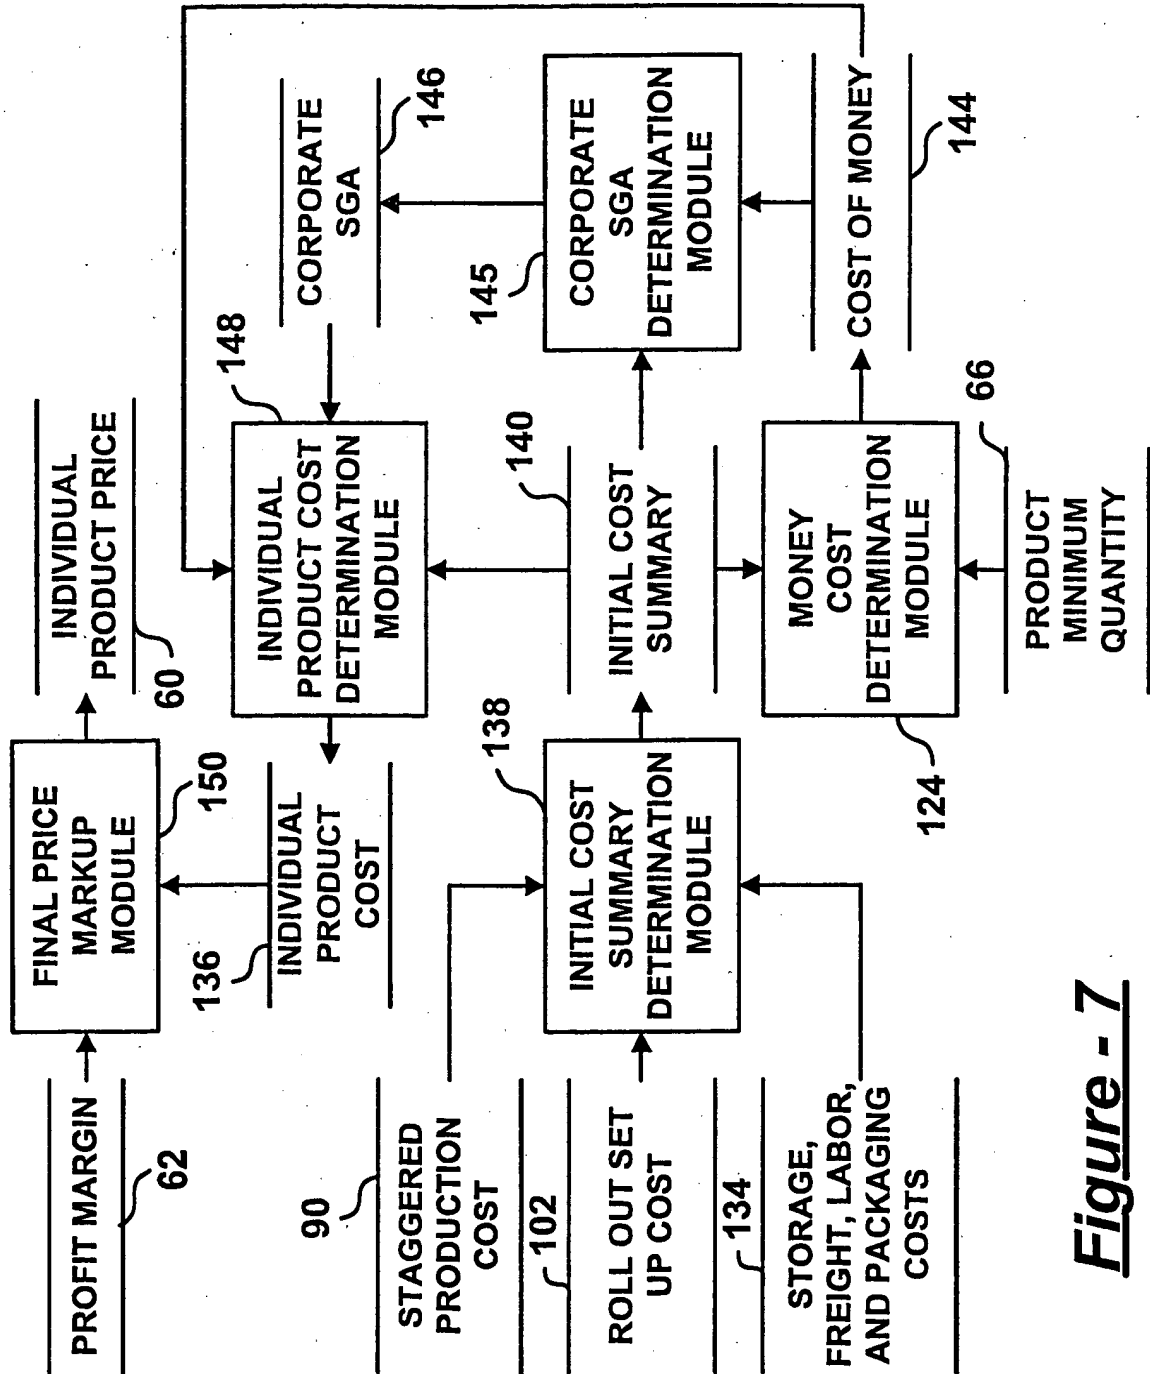 PROFIT MARGIN
62
FINAL PRICE
MARKUP
MODULE
150
INDIVIDUAL
PRODUCT PRICE
60
136
INDIVIDUAL
PRODUCT
COST
INDIVIDUAL
PRODUCT COST
DETERMINATION
MODULE
148
CORPORATE
SGA
146
90
STAGGERED
PRODUCTION
COST
102
ROLL OUT SET
UP COST
134
STORAGE,
FREIGHT, LABOR,
AND PACKAGING
COSTS
138
INITIAL COST
SUMMARY
DETERMINATION
MODULE
140
INITIAL COST
SUMMARY
145
CORPORATE
SGA
DETERMINATION
MODULE
124
MONEY
COST
DETERMINATION
MODULE
COST OF MONEY
144
66
PRODUCT
MINIMUM
QUANTITY
Figure - 7